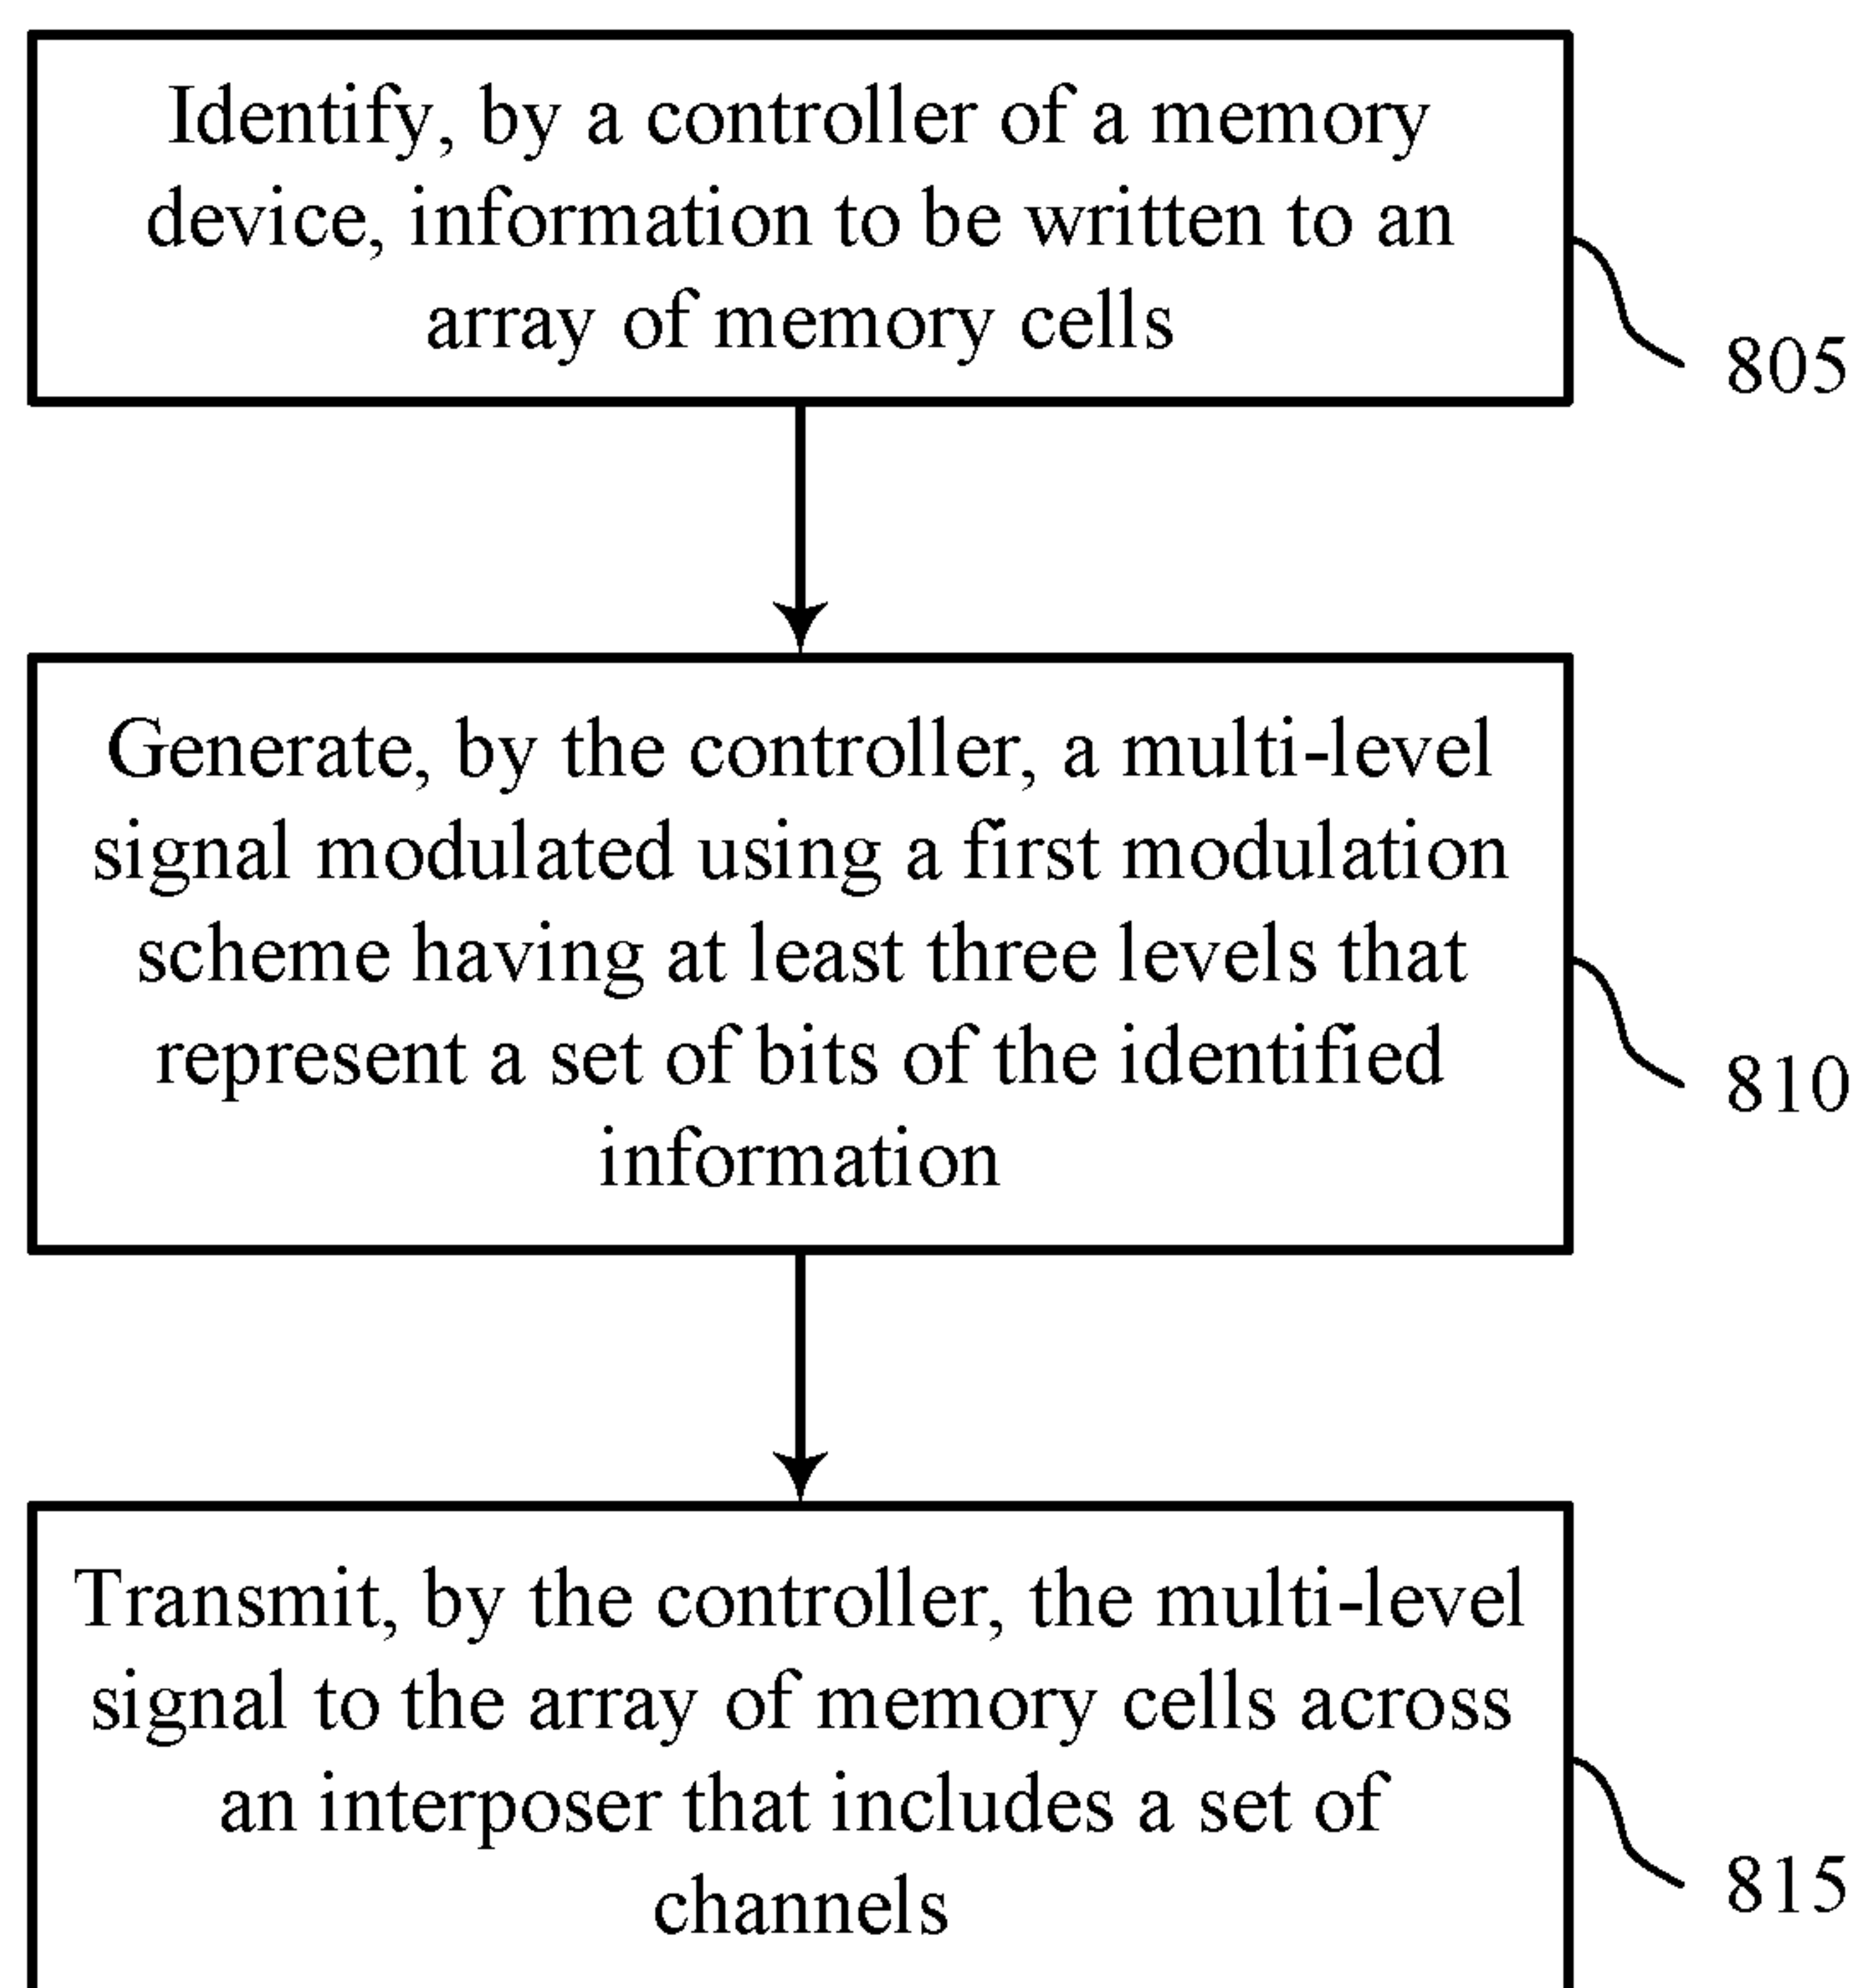 Identify, by a controller of a memory
device, information to be written to an
array of memory cells
805
Generate, by the controller, a multi-level
signal modulated using a first modulation
scheme having at least three levels that
represent a set of bits of the identified
information
810
Transmit, by the controller, the multi-level
signal to the array of memory cells across
an interposer that includes a set of
channels
815